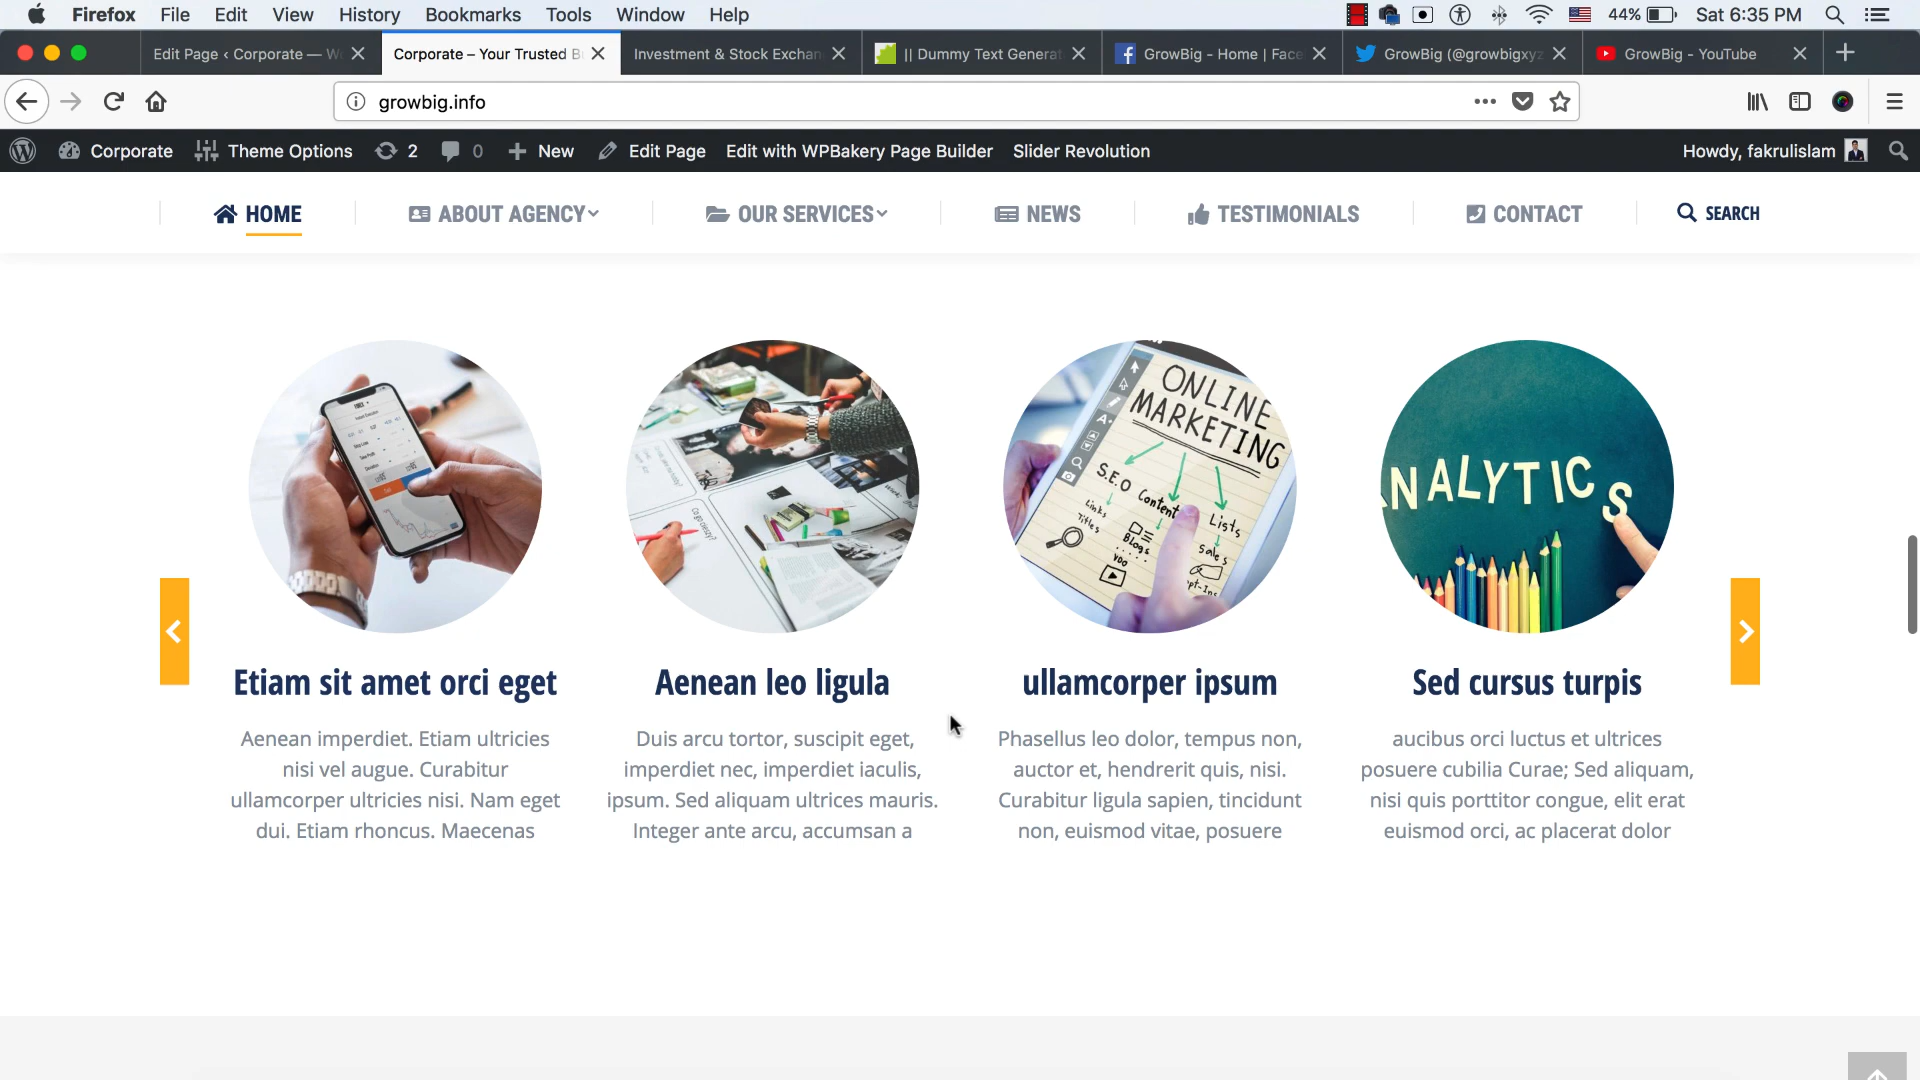 Firefox File Edit View History Bookmarks Tools Window Help 44% Sat 6:35 PM
Edit Page ‹ Corporate — W
Corporate – Your Trusted B
Investment & Stock Exchan
|| Dummy Text Generat
GrowBig - Home | Face
GrowBig (@growbigxyz
GrowBig - YouTube
growbig.info
Corporate Theme Options 2 0 New Edit Page Edit with WPBakery Page Builder Slider Revolution Howdy, fakrulislam
HOME ABOUT AGENCY OUR SERVICES NEWS TESTIMONIALS CONTACT SEARCH
ONLINE
MARKETING
S.E.O Content Lists
Links
Titles
Blogs
Sales
NALYTICS
Etiam sit amet orci eget
Aenean imperdiet. Etiam ultricies
nisi vel augue. Curabitur
ullamcorper ultricies nisi. Nam eget
dui. Etiam rhoncus. Maecenas
Aenean leo ligula
Duis arcu tortor, suscipit eget,
imperdiet nec, imperdiet iaculis,
ipsum. Sed aliquam ultrices mauris.
Integer ante arcu, accumsan a
ullamcorper ipsum
Phasellus leo dolor, tempus non,
auctor et, hendrerit quis, nisi.
Curabitur ligula sapien, tincidunt
non, euismod vitae, posuere
Sed cursus turpis
aucibus orci luctus et ultrices
posuere cubilia Curae; Sed aliquam,
nisi quis porttitor congue, elit erat
euismod orci, ac placerat dolor